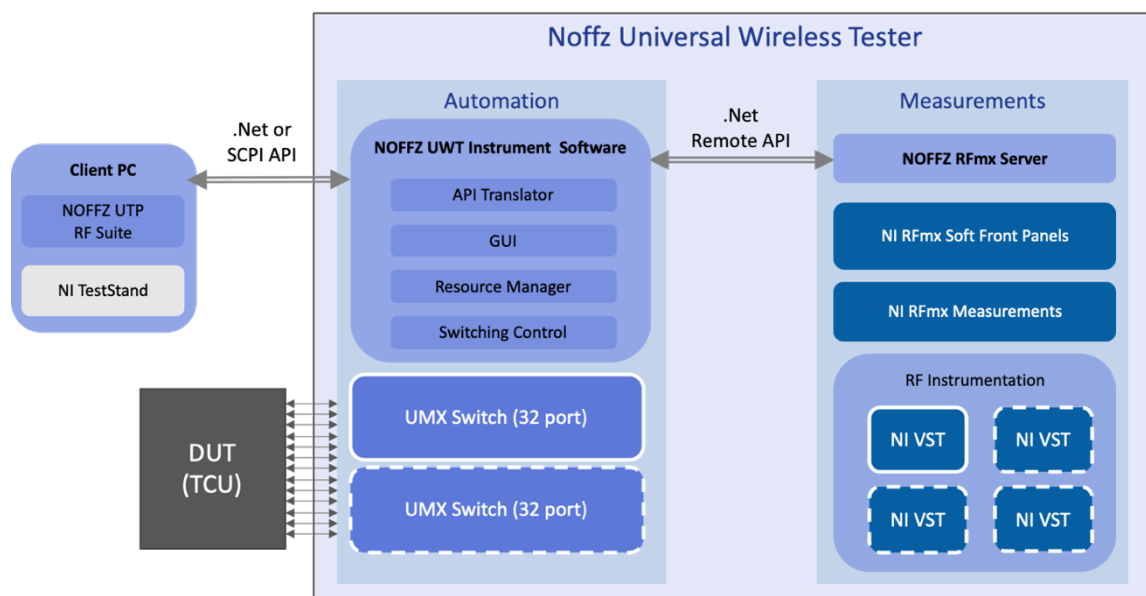 Noffz Universal Wireless Tester
Automation
Measurements
.Net or
SCPI API
.Net
Remote API
Client PC
NOFFZ UTP
RF Suite
NI TestStand
NOFFZ UWT Instrument Software
API Translator
GUI
Resource Manager
Switching Control
NOFFZ RFmx Server
NI RFmx Soft Front Panels
NI RFmx Measurements
RF Instrumentation
NI VST
NI VST
NI VST
NI VST
DUT
(TCU)
UMX Switch (32 port)
UMX Switch (32 port)